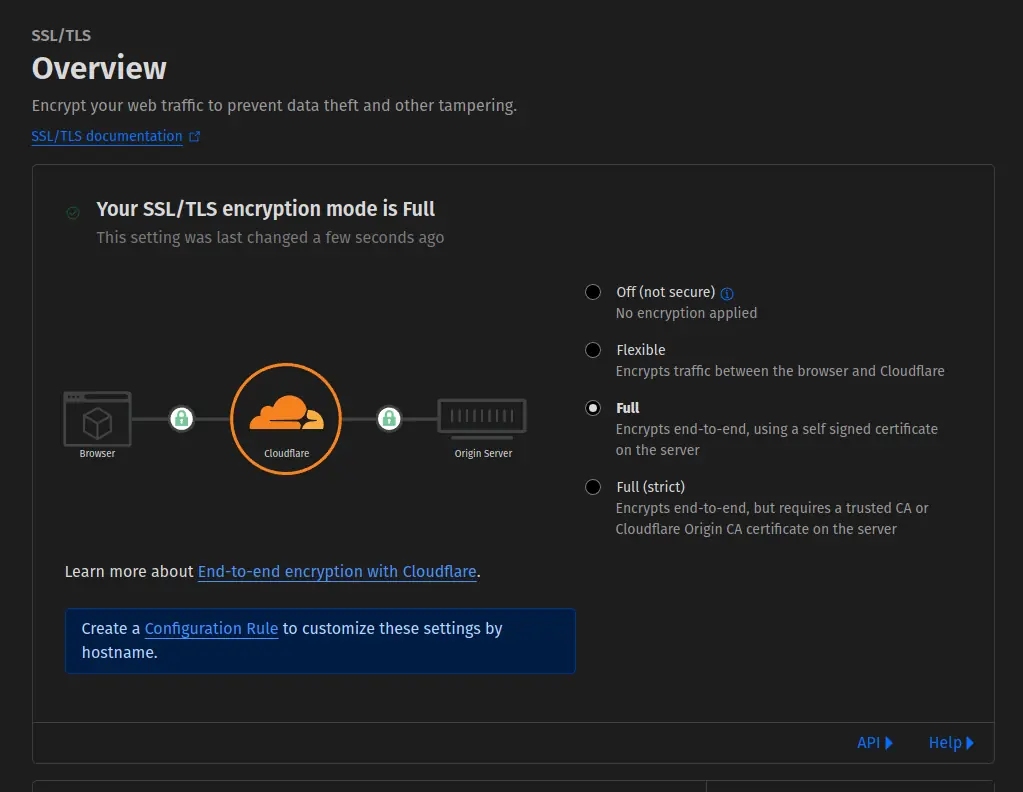 SSL/TLS
Overview
Encrypt your web traffic to prevent data theft and other tampering.
SSL/TLS documentation
Your SSL/TLS encryption mode is Full
This setting was last changed a few seconds ago
Off (not secure)
No encryption applied
Flexible
Encrypts traffic between the browser and Cloudflare
Full
Encrypts end-to-end, using a self signed certificate
on the server
Full (strict)
Encrypts end-to-end, but requires a trusted CA or
Cloudflare Origin CA certificate on the server
Browser
Cloudflare
Origin Server
Learn more about End-to-end encryption with Cloudflare.
Create a Configuration Rule to customize these settings by
hostname.
API
Help